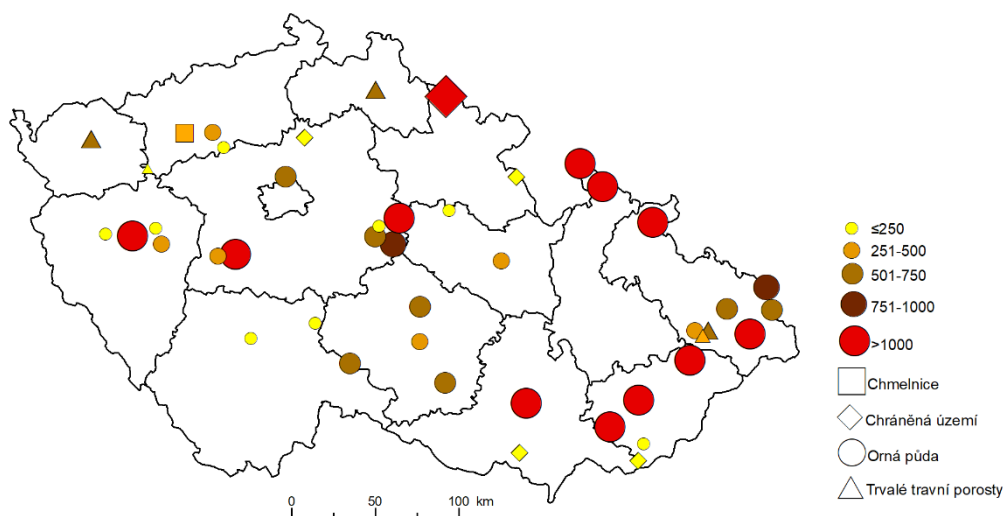 ≤250
251-500
501-750
751-1000
>1000
Chmelnice
Chráněná území
Orná půda
Trvalé travní porosty
0 50 100 km